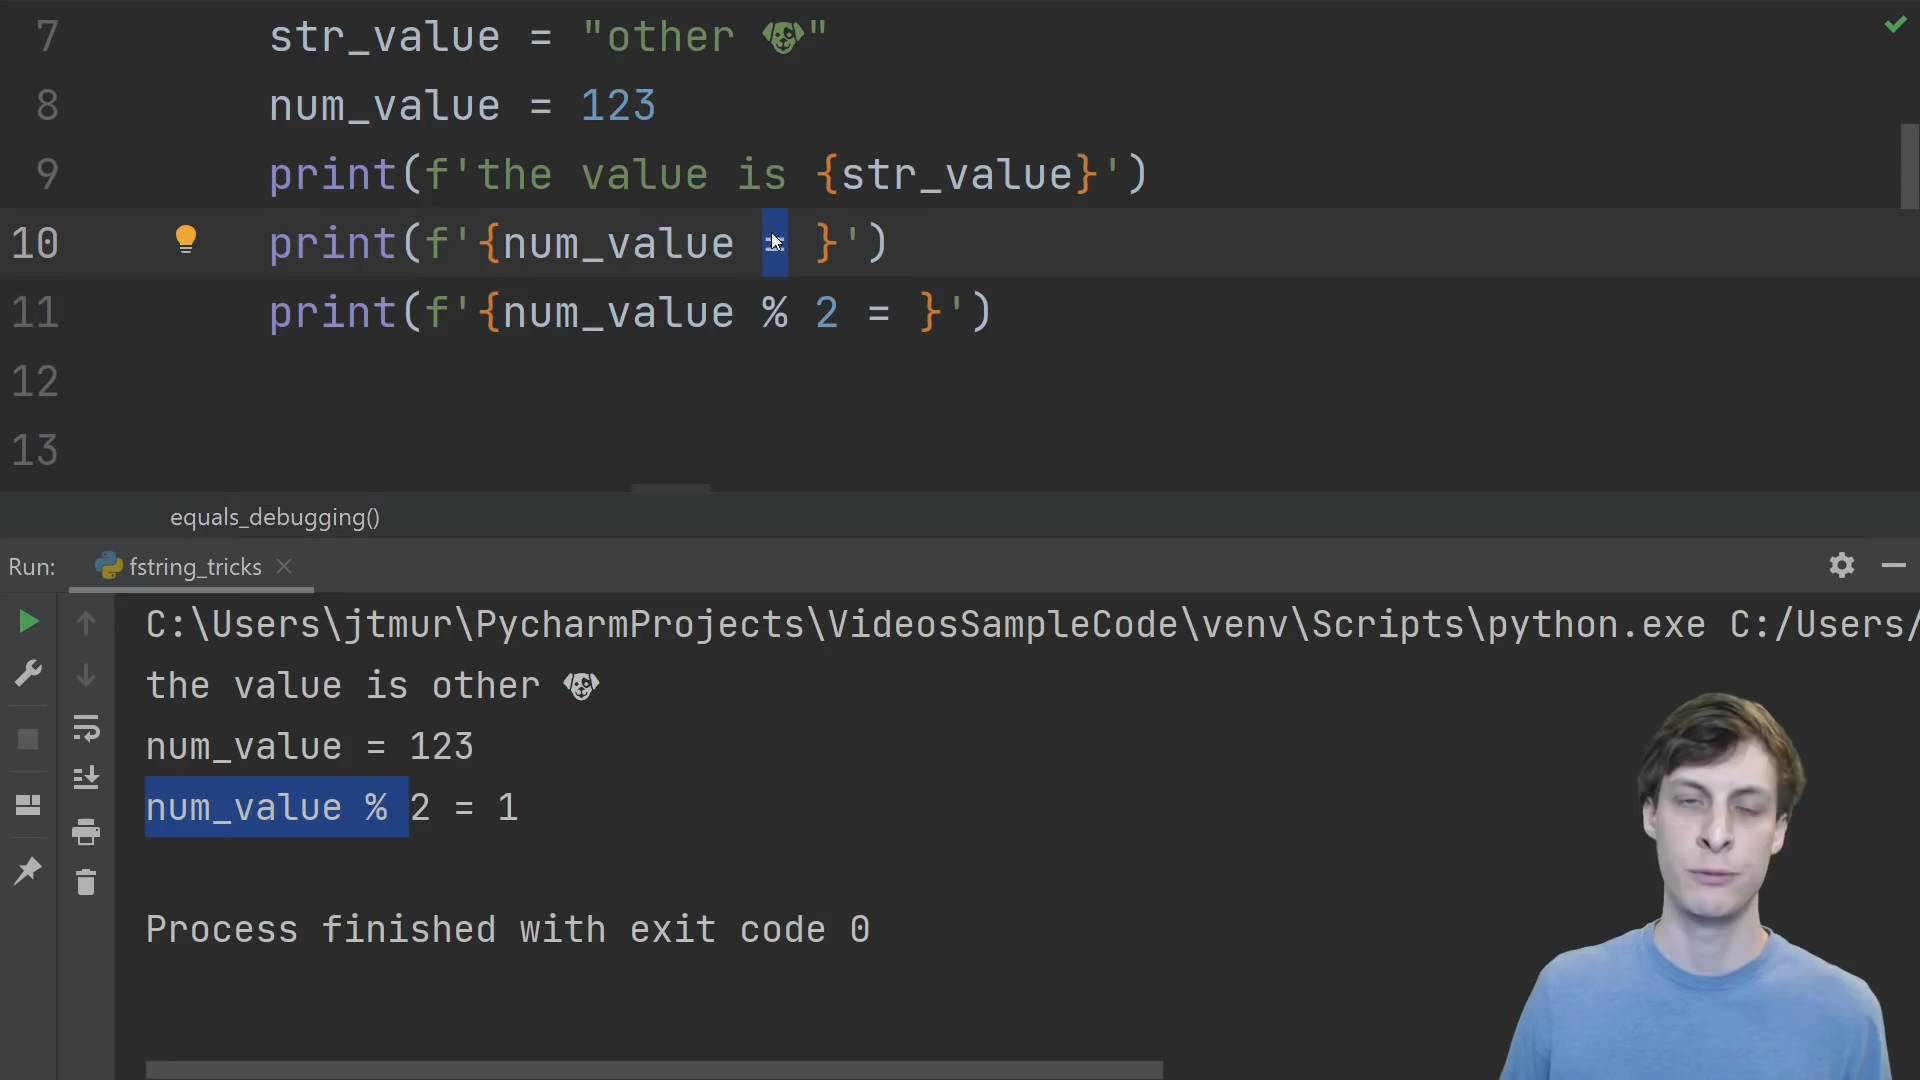 7 str_value = "other 🐶"
8 num_value = 123
9 print(f'the value is {str_value}')
10 print(f'{num_value = }')
11 print(f'{num_value % 2 = }')
12
13
equals_debugging()
Run: fstring_tricks
C:\Users\jtmur\PycharmProjects\VideosSampleCode\venv\Scripts\python.exe C:/Users/
the value is other 🐶
num_value = 123
num_value % 2 = 1
Process finished with exit code 0